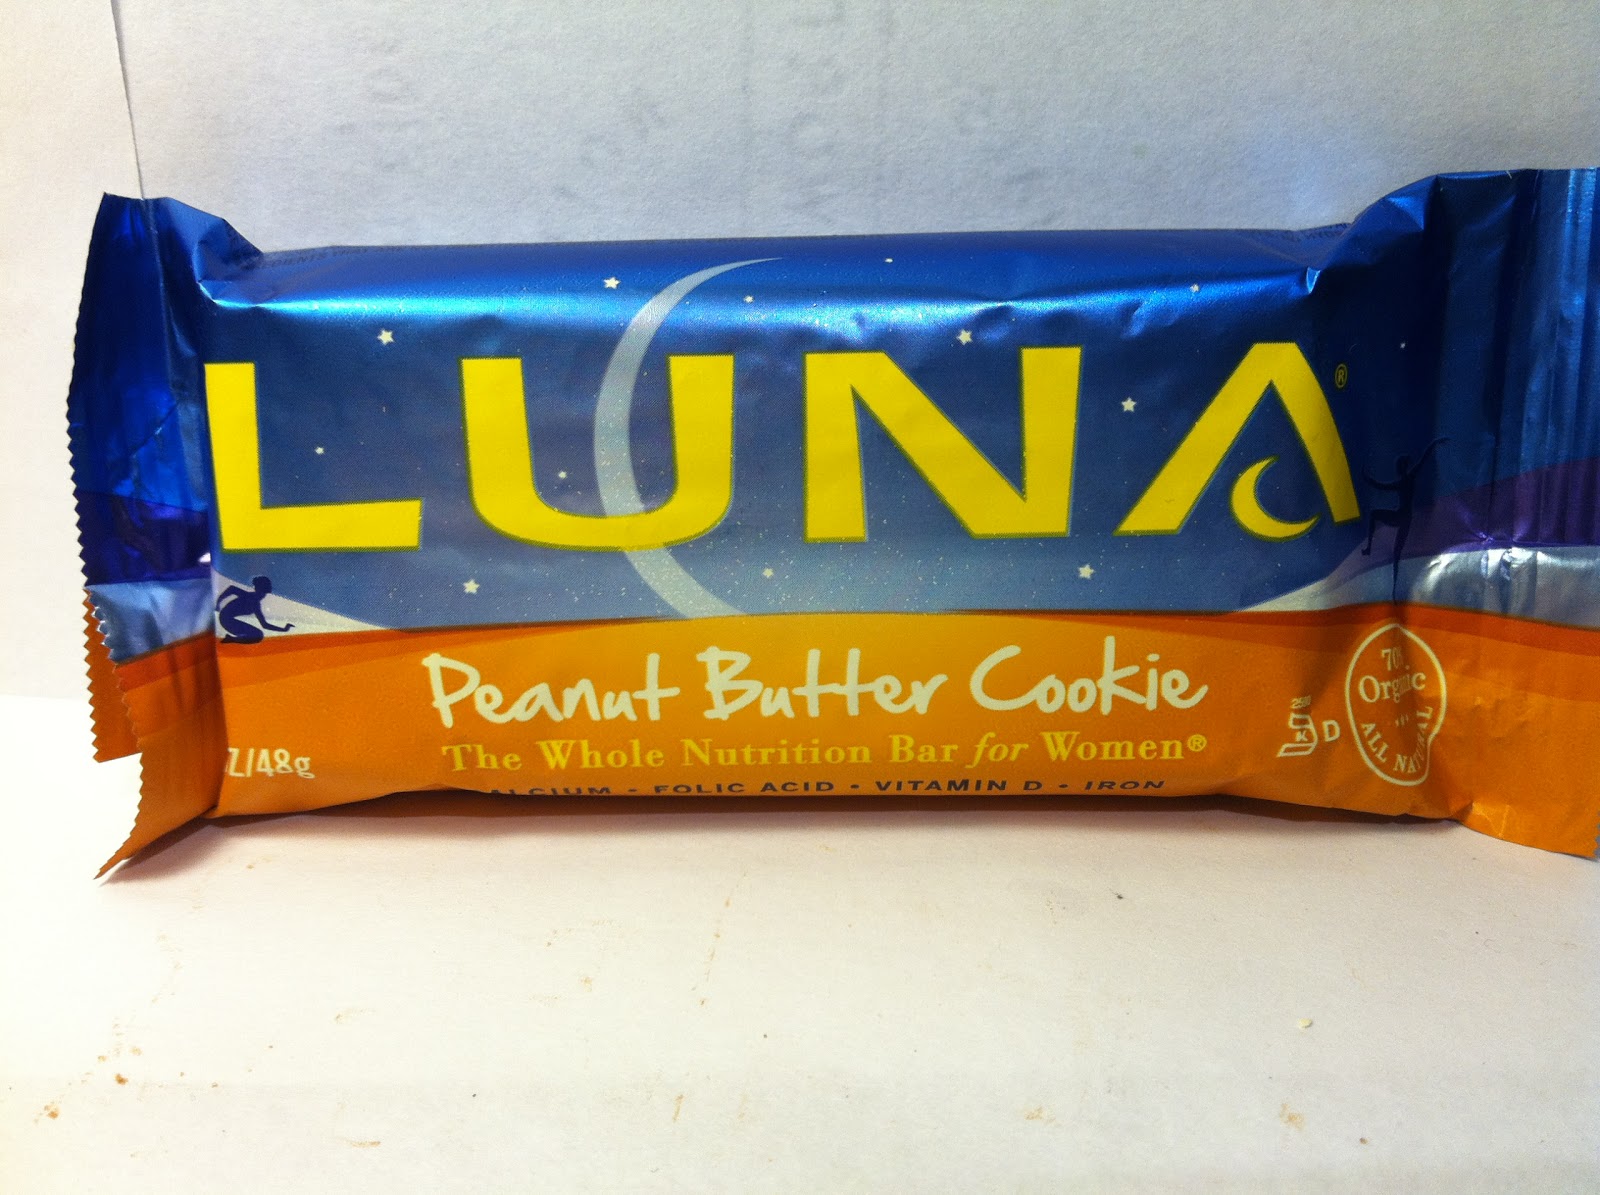 LUNA®
Peanut Butter Cookie
The Whole Nutrition Bar for Women®
FOLIC ACID • VITAMIN D • IRON
/48g
K D
Organic
ALL NATURAL